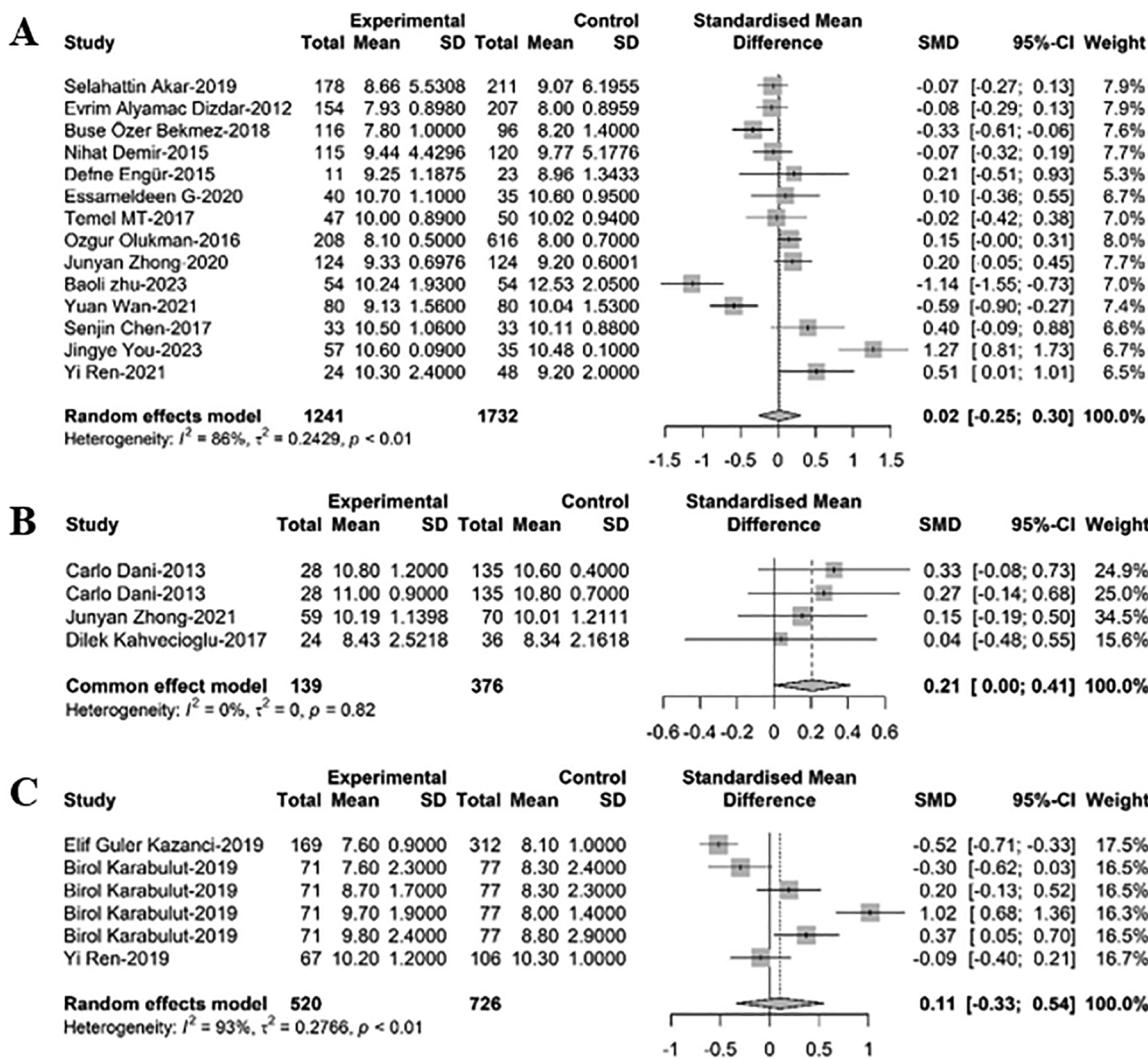 A
Experimental Control Standardised Mean
Study Total Mean SD Total Mean SD Difference SMD 95%-CI Weight
Selahattin Akar-2019 178 8.66 5.5308 211 9.07 6.1955 -0.07 [-0.27; 0.13] 7.9%
Evrim Alyamac Dizdar-2012 154 7.93 0.8980 207 8.00 0.8959 -0.08 [-0.29; 0.13] 7.9%
Buse Özer Bekmez-2018 116 7.80 1.0000 96 8.20 1.4000 -0.33 [-0.61; -0.06] 7.6%
Nihat Demir-2015 115 9.44 4.4296 120 9.77 5.1776 -0.07 [-0.32; 0.19] 7.7%
Defne Engür-2015 11 9.25 1.1875 23 8.96 1.3433 0.21 [-0.51; 0.93] 5.3%
Essameldeen G-2020 40 10.70 1.1000 35 10.60 0.9500 0.10 [-0.36; 0.55] 6.7%
Temel MT-2017 47 10.00 0.8900 50 10.02 0.9400 -0.02 [-0.42; 0.38] 7.0%
Ozgur Olukman-2016 208 8.10 0.5000 616 8.00 0.7000 0.15 [-0.00; 0.31] 8.0%
Junyan Zhong-2020 124 9.33 0.6976 124 9.20 0.6001 0.20 [-0.05; 0.45] 7.7%
Baoli zhu-2023 54 10.24 1.9300 54 12.53 2.0500 -1.14 [-1.55; -0.73] 7.0%
Yuan Wan-2021 80 9.13 1.5600 80 10.04 1.5300 -0.59 [-0.90; -0.27] 7.4%
Senjin Chen-2017 33 10.50 1.0600 33 10.11 0.8800 0.40 [-0.09; 0.88] 6.6%
Jingye You-2023 57 10.60 0.0900 35 10.48 0.1000 1.27 [0.81; 1.73] 6.7%
Yi Ren-2021 24 10.30 2.4000 48 9.20 2.0000 0.51 [ 0.01; 1.01] 6.5%
Random effects model 1241 1732 0.02 [-0.25; 0.30] 100.0%
Heterogeneity: I² = 86%, τ² = 0.2429, p < 0.01
-1.5 -1 -0.5 0 0.5 1 1.5
B
Experimental Control Standardised Mean
Study Total Mean SD Total Mean SD Difference SMD 95%-CI Weight
Carlo Dani-2013 28 10.80 1.2000 135 10.60 0.4000 0.33 [-0.08; 0.73] 24.9%
Carlo Dani-2013 28 11.00 0.9000 135 10.80 0.7000 0.27 [-0.14; 0.68] 25.0%
Junyan Zhong-2021 59 10.19 1.1398 70 10.01 1.2111 0.15 [-0.19; 0.50] 34.5%
Dilek Kahvecioglu-2017 24 8.43 2.5218 36 8.34 2.1618 0.04 [-0.48; 0.55] 15.6%
Common effect model 139 376 0.21 [ 0.00; 0.41] 100.0%
Heterogeneity: I² = 0%, τ² = 0, p = 0.82
-0.6 -0.4 -0.2 0 0.2 0.4 0.6
C
Experimental Control Standardised Mean
Study Total Mean SD Total Mean SD Difference SMD 95%-CI Weight
Elif Guler Kazanci-2019 169 7.60 0.9000 312 8.10 1.0000 -0.52 [-0.71; -0.33] 17.5%
Birol Karabulut-2019 71 7.60 2.3000 77 8.30 2.4000 -0.30 [-0.62; 0.03] 16.5%
Birol Karabulut-2019 71 8.70 1.7000 77 8.30 2.3000 0.20 [-0.13; 0.52] 16.5%
Birol Karabulut-2019 71 9.70 1.9000 77 8.00 1.4000 1.02 [0.68; 1.36] 16.3%
Birol Karabulut-2019 71 9.80 2.4000 77 8.80 2.9000 0.37 [0.05; 0.70] 16.5%
Yi Ren-2019 67 10.20 1.2000 106 10.30 1.0000 -0.09 [-0.40; 0.21] 16.7%
Random effects model 520 726 0.11 [-0.33; 0.54] 100.0%
Heterogeneity: I² = 93%, τ² = 0.2766, p < 0.01
-1 -0.5 0 0.5 1